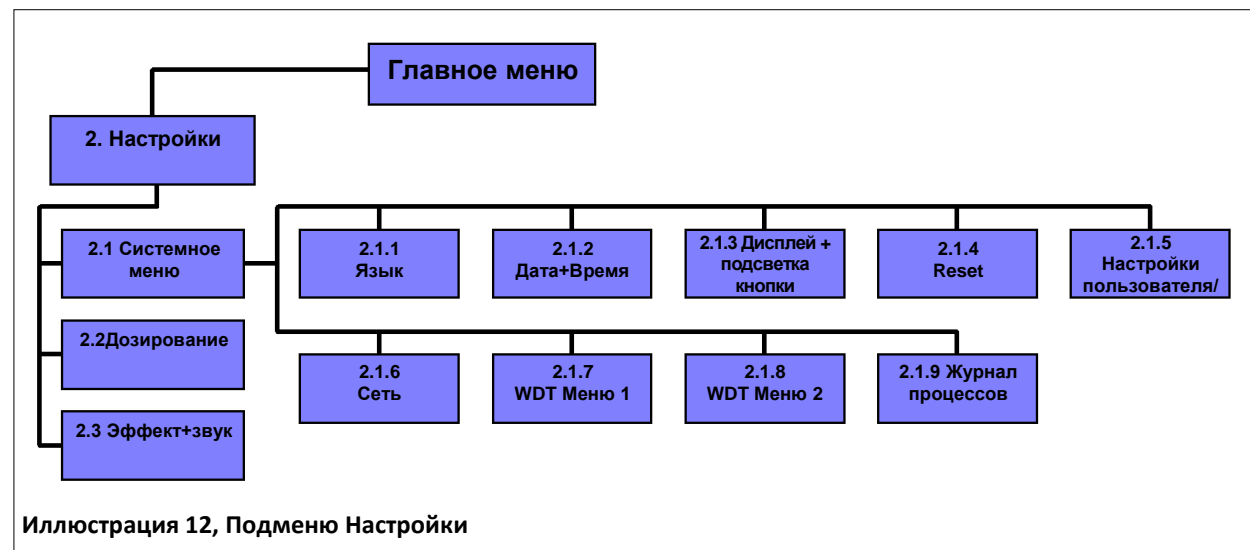 Главное меню
2. Настройки
2.1 Системное
меню
2.1.1
Язык
2.1.2
Дата+Время
2.1.3 Дисплей +
подсветка
кнопки
2.1.4
Reset
2.1.5
Настройки
пользователя/
2.2Дозирование
2.1.6
Сеть
2.1.7
WDT Меню 1
2.1.8
WDT Меню 2
2.1.9 Журнал
процессов
2.3 Эффект+звук
Иллюстрация 12, Подменю Настройки